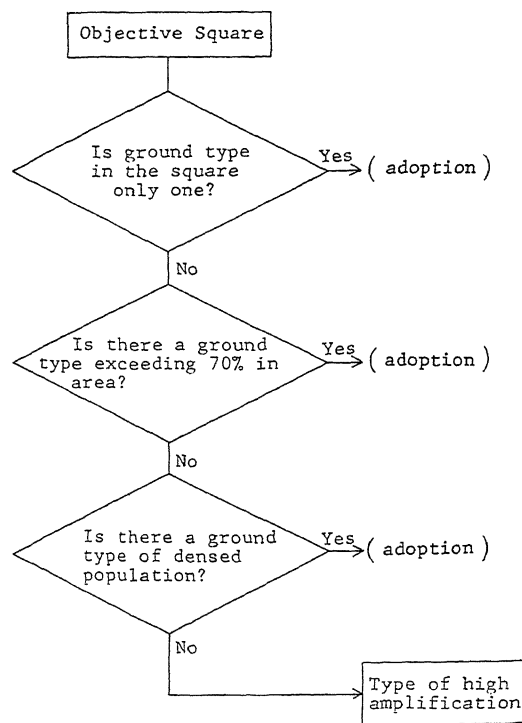 Objective Square
Is ground type
in the square
only one?
Yes
( adoption )
No
Is there a ground
type exceeding 70% in
area?
Yes
( adoption )
No
Is there a ground
type of densed
population?
Yes
( adoption )
No
Type of high
amplification